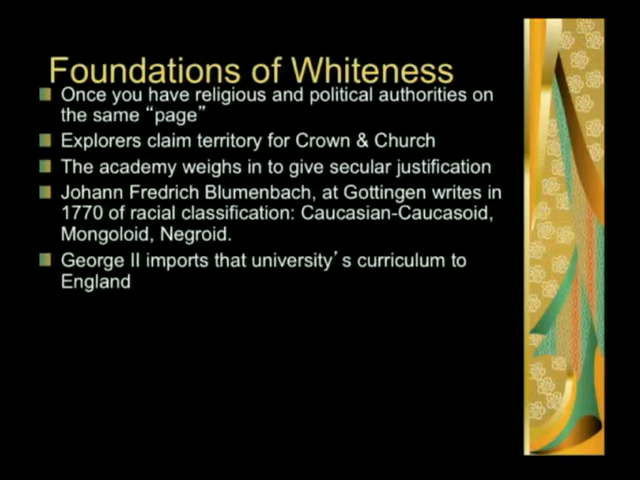 Foundations of Whiteness
Once you have religious and political authorities on
the same “page”
Explorers claim territory for Crown & Church
The academy weighs in to give secular justification
Johann Fredrich Blumenbach, at Gottingen writes in
1770 of racial classification: Caucasian-Caucasoid,
Mongoloid, Negroid.
George II imports that university’s curriculum to
England